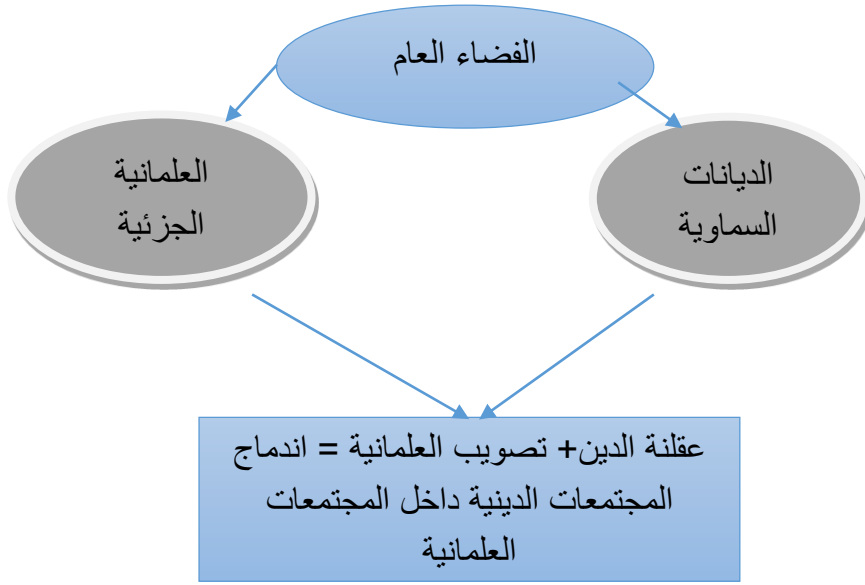 الفضاء العام
الديانات
السماوية
العلمانية
الجزئية
عقلنة الدين+ تصويب العلمانية = اندماج
المجتمعات الدينية داخل المجتمعات
العلمانية